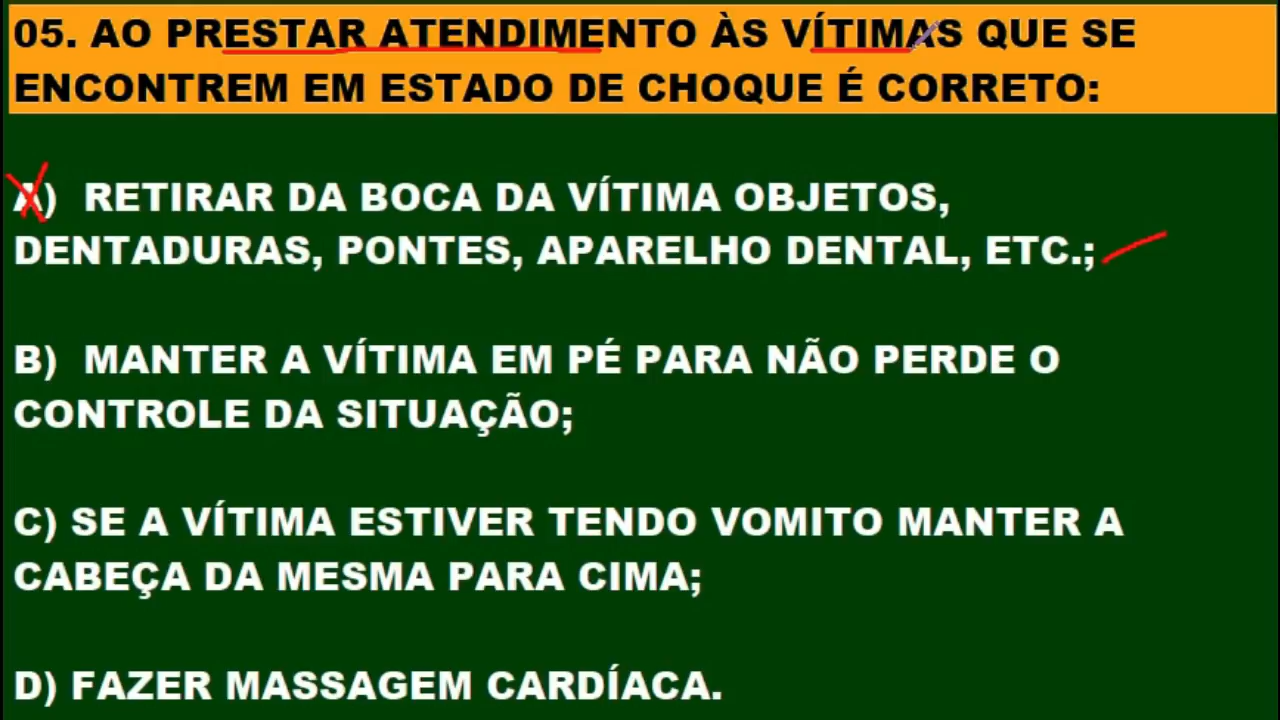 05. AO PRESTAR ATENDIMENTO ÀS VÍTIMAS QUE SE
ENCONTREM EM ESTADO DE CHOQUE É CORRETO:
A) RETIRAR DA BOCA DA VÍTIMA OBJETOS,
DENTADURAS, PONTES, APARELHO DENTAL, ETC.;
B) MANTER A VÍTIMA EM PÉ PARA NÃO PERDE O
CONTROLE DA SITUAÇÃO;
C) SE A VÍTIMA ESTIVER TENDO VOMITO MANTER A
CABEÇA DA MESMA PARA CIMA;
D) FAZER MASSAGEM CARDÍACA.